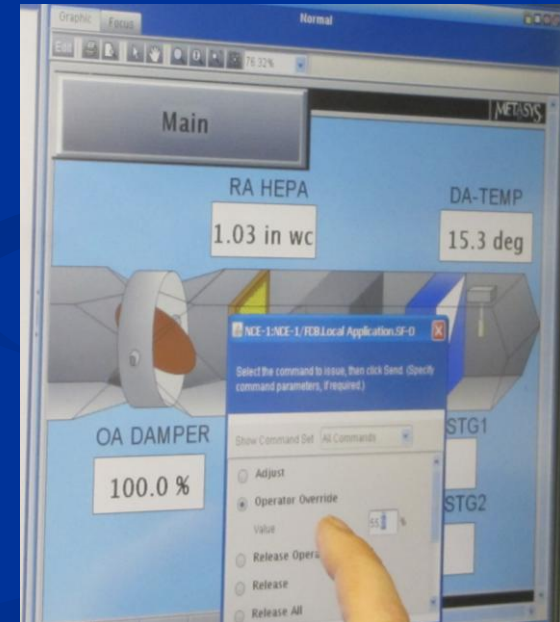 Graphic Focus
Normal
Edit
76.32%
Main
METASYS
RA HEPA
1.03 in wc
DA-TEMP
15.3 deg
NCE-1:NCE-1/FCB.Local Application.SF-O
Select the command to issue, then click Send. (Specify
command parameters, if required.)
OA DAMPER
100.0 %
STG1
STG2
Show Command Set All Commands
Adjust
Operator Override
Value %
Release
Release
Release All